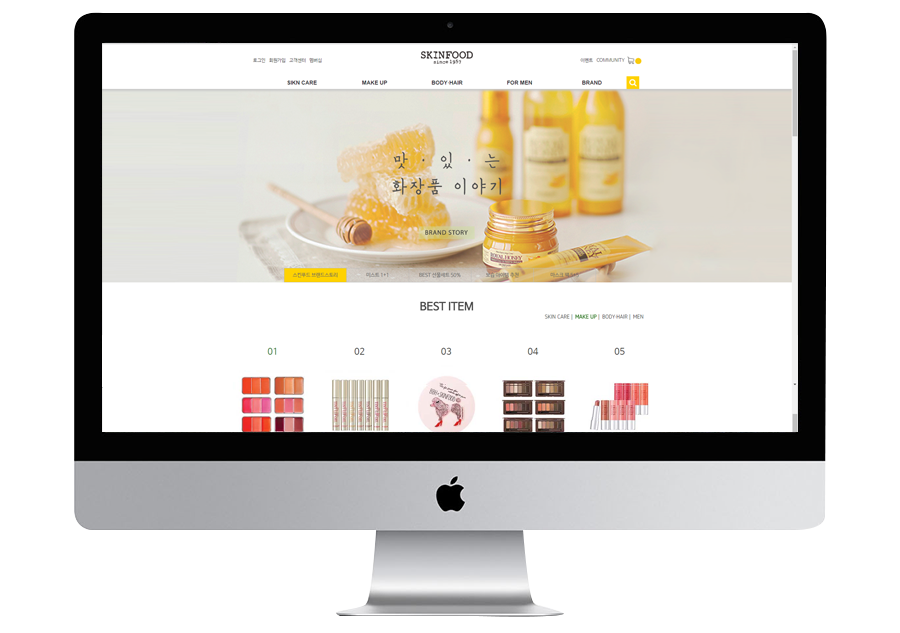 로그인 회원가입 고객센터 멤버십
SKINFOOD
since 1957
이벤트 COMMUNITY
SIKN CARE MAKE UP BODY·HAIR FOR MEN BRAND
맛 · 있 · 는
화장품 이야기
BRAND STORY
ROYAL HONEY
스킨푸드 브랜드스토리 미스트 1+1 BEST 선물세트 50%
BEST ITEM
SKIN CARE | MAKE UP | BODY·HAIR | MEN
01 02 03 04 05